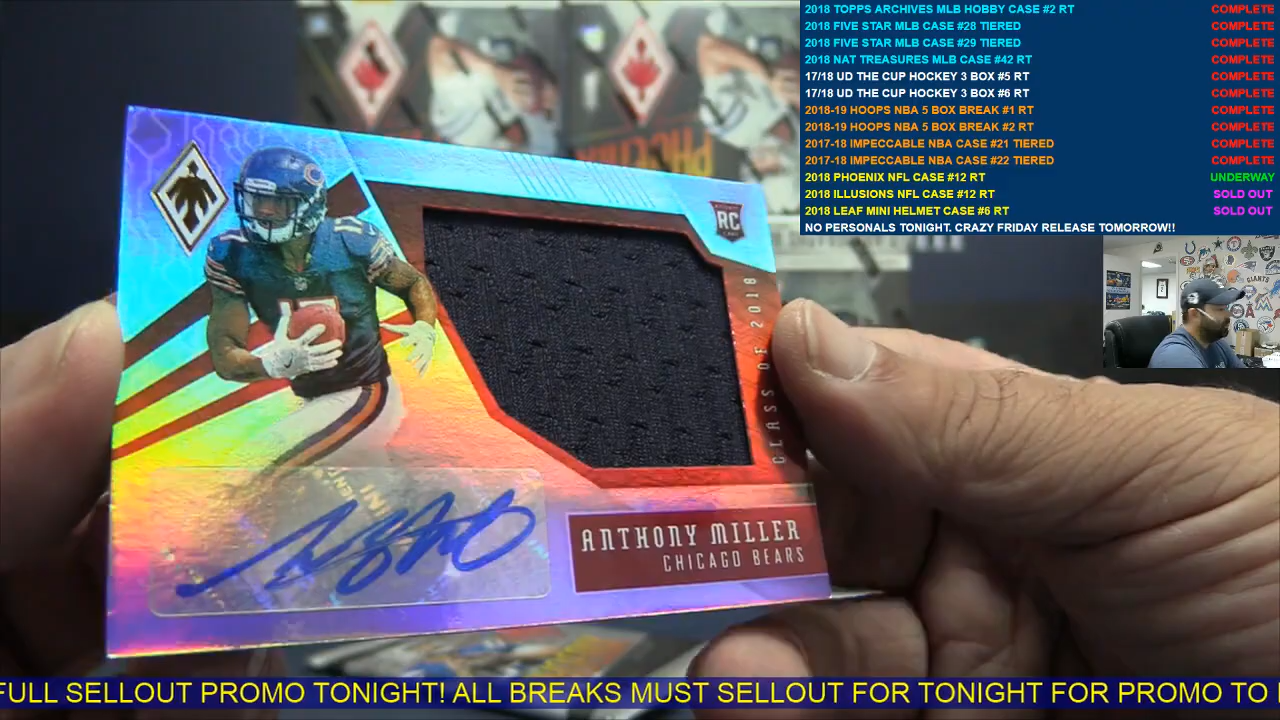 2018 TOPPS ARCHIVES MLB HOBBY CASE #2 RT COMPLETE
2018 FIVE STAR MLB CASE #28 TIERED COMPLETE
2018 FIVE STAR MLB CASE #29 TIERED COMPLETE
2018 NAT TREASURES MLB CASE #42 RT COMPLETE
17/18 UD THE CUP HOCKEY 3 BOX #5 RT COMPLETE
17/18 UD THE CUP HOCKEY 3 BOX #6 RT COMPLETE
2018-19 HOOPS NBA 5 BOX BREAK #1 RT COMPLETE
2018-19 HOOPS NBA 5 BOX BREAK #2 RT COMPLETE
2017-18 IMPECCABLE NBA CASE #21 TIERED COMPLETE
2017-18 IMPECCABLE NBA CASE #22 TIERED COMPLETE
2018 PHOENIX NFL CASE #12 RT UNDERWAY
2018 ILLUSIONS NFL CASE #12 RT SOLD OUT
2018 LEAF MINI HELMET CASE #6 RT SOLD OUT
NO PERSONALS TONIGHT. CRAZY FRIDAY RELEASE TOMORROW!!
RC
CLASS OF 2018
17
ANTHONY MILLER
CHICAGO BEARS
PHOENIX
GIANTS
FULL SELLOUT PROMO TONIGHT! ALL BREAKS MUST SELLOUT FOR TONIGHT FOR PROMO TO